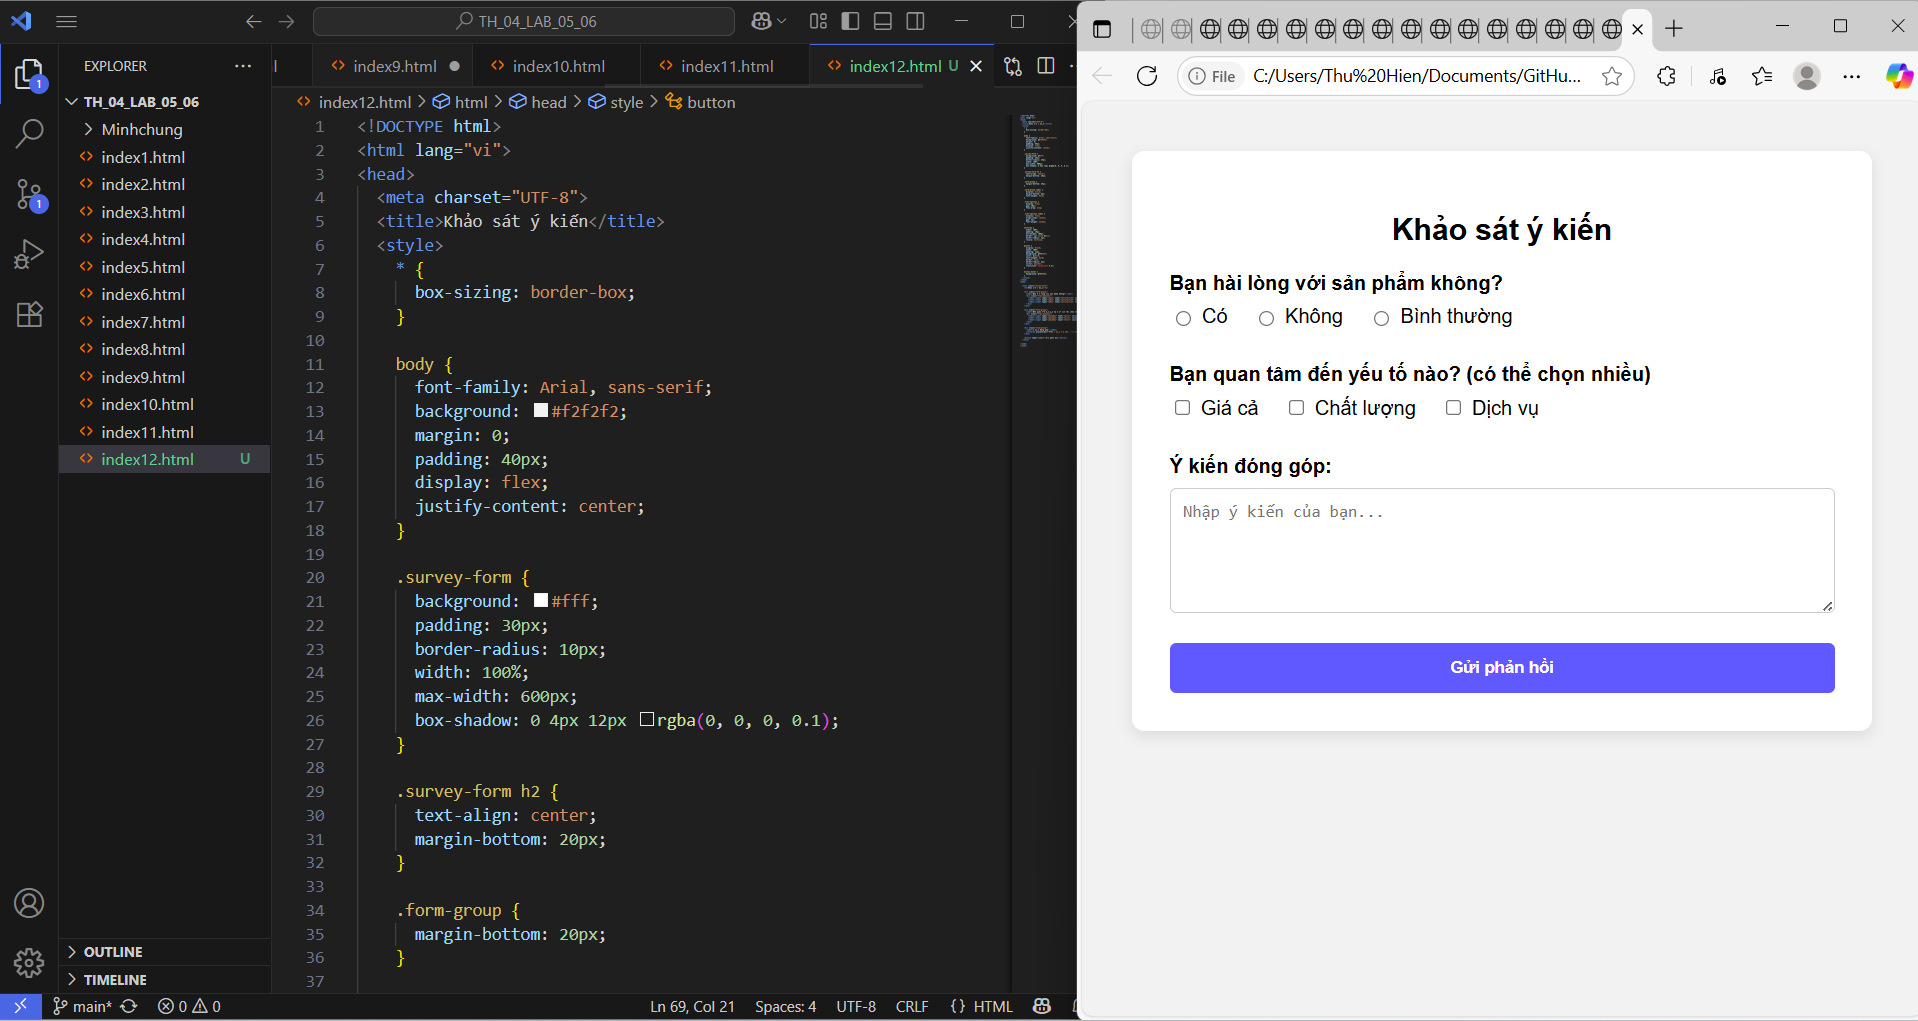 TH_04_LAB_05_06
EXPLORER
TH_04_LAB_05_06
Minhchung
index1.html
index2.html
index3.html
index4.html
index5.html
index6.html
index7.html
index8.html
index9.html
index10.html
index11.html
index12.html U
OUTLINE
TIMELINE
1
1
index9.html
index10.html
index11.html
index12.html U
index12.html > html > head > style > button
1 <!DOCTYPE html>
2 <html lang="vi">
3 <head>
4 <meta charset="UTF-8">
5 <title>Khảo sát ý kiến</title>
6 <style>
7 * {
8 box-sizing: border-box;
9 }
10
11 body {
12 font-family: Arial, sans-serif;
13 background: #f2f2f2;
14 margin: 0;
15 padding: 40px;
16 display: flex;
17 justify-content: center;
18 }
19
20 .survey-form {
21 background: #fff;
22 padding: 30px;
23 border-radius: 10px;
24 width: 100%;
25 max-width: 600px;
26 box-shadow: 0 4px 12px rgba(0, 0, 0, 0.1);
27 }
28
29 .survey-form h2 {
30 text-align: center;
31 margin-bottom: 20px;
32 }
33
34 .form-group {
35 margin-bottom: 20px;
36 }
37
main* 0 0
Ln 69, Col 21 Spaces: 4 UTF-8 CRLF {} HTML
File C:/Users/Thu%20Hien/Documents/GitHu...
Khảo sát ý kiến
Bạn hài lòng với sản phẩm không?
Có Không Bình thường
Bạn quan tâm đến yếu tố nào? (có thể chọn nhiều)
Giá cả Chất lượng Dịch vụ
Ý kiến đóng góp:
Nhập ý kiến của bạn...
Gửi phản hồi